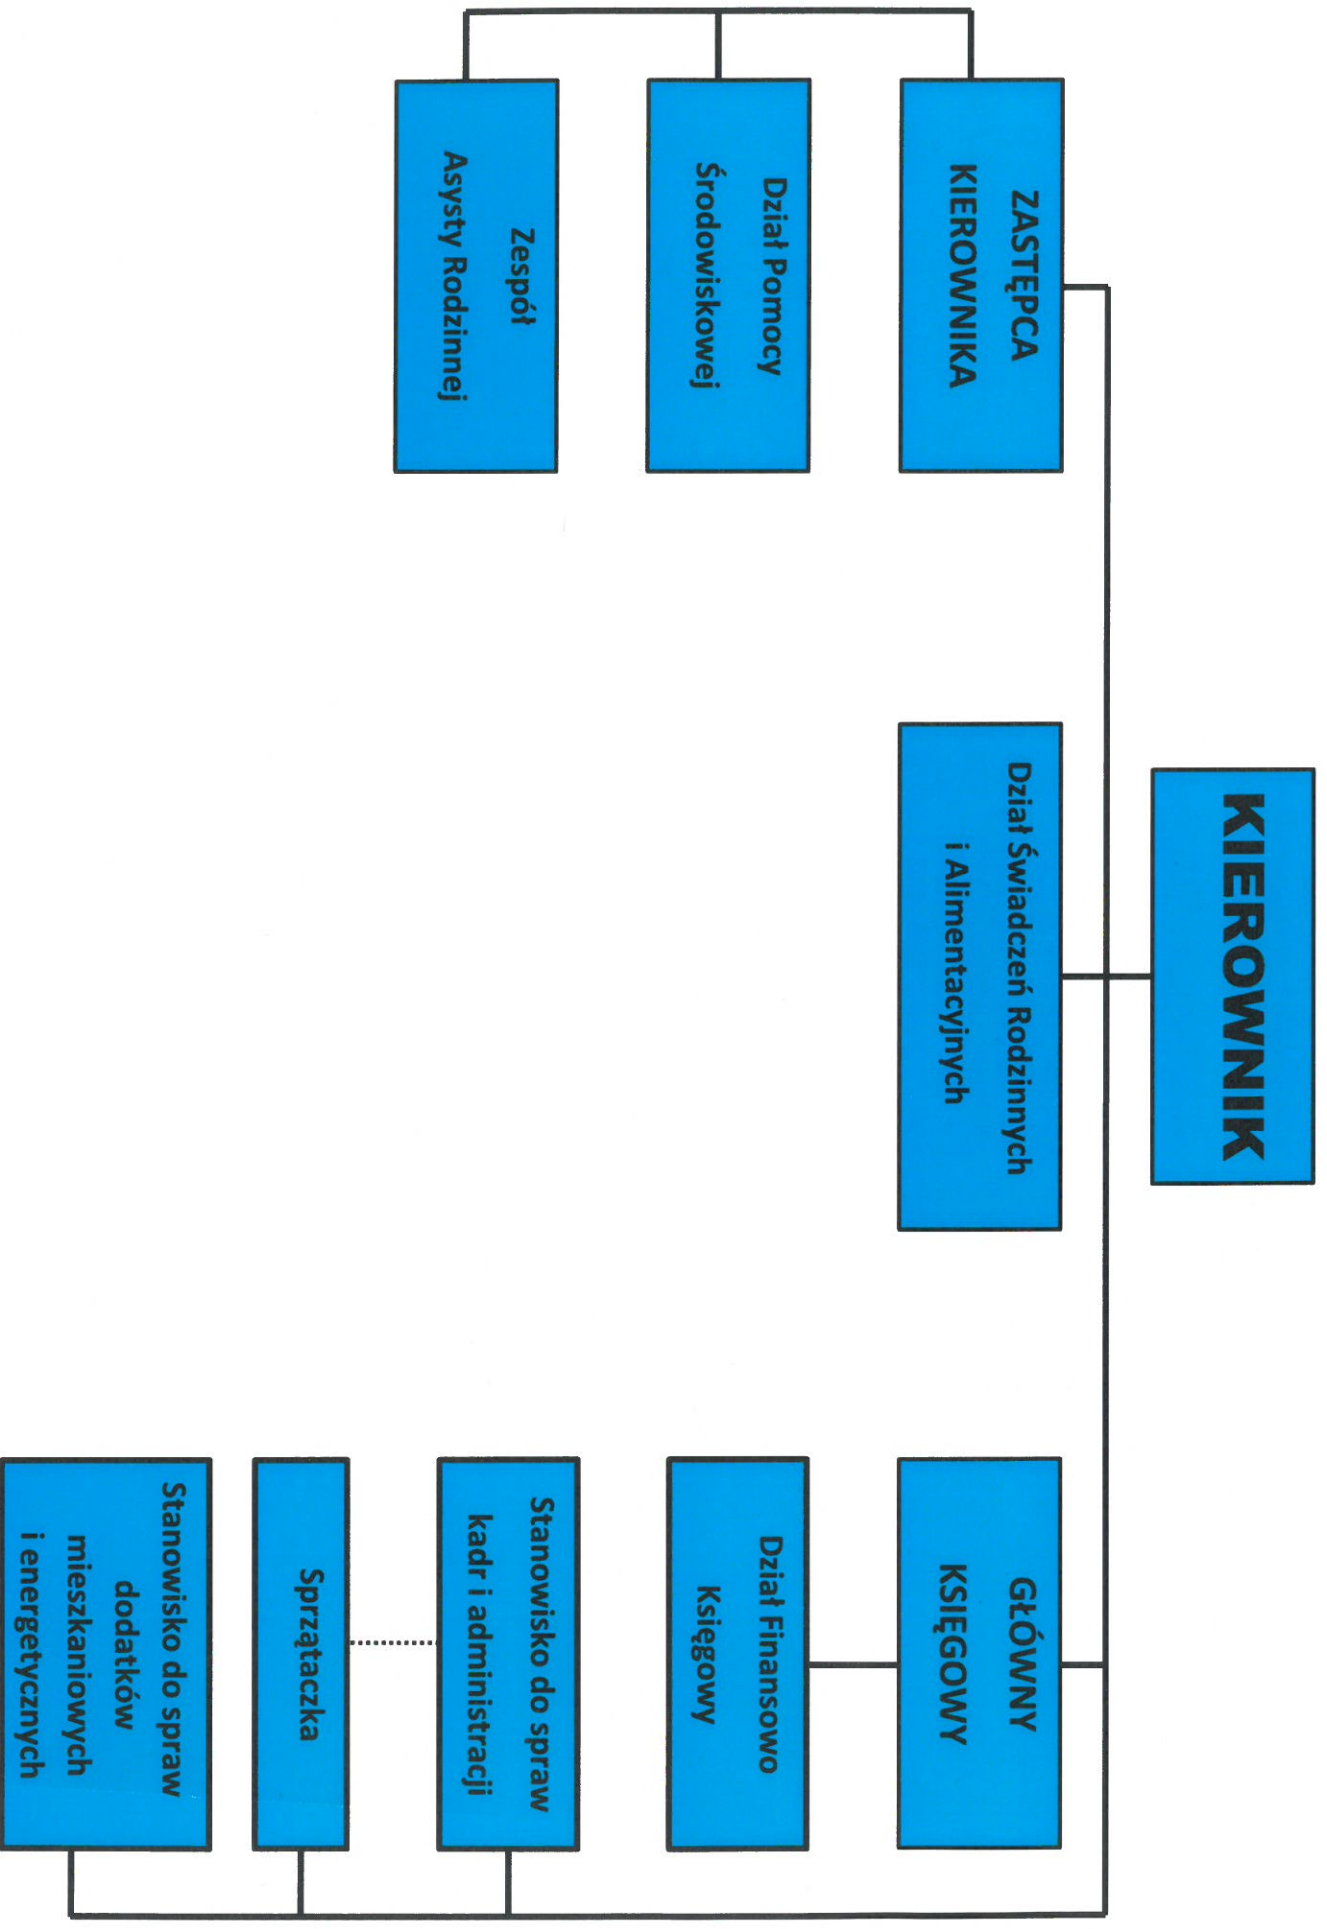 KIEROWNIK
ZASTĘPCA
KIEROWNIKA
Dział Pomocy
Środowiskowej
Zespół
Asysty Rodzinnej
Dział Świadczeń Rodzinnych
i Alimentacyjnych
GŁÓWNY
KSIĘGOWY
Dział Finansowo
Księgowy
Stanowisko do spraw
kadr i administracji
Sprzątaczka
Stanowisko do spraw
dodatków
mieszkaniowych
i energetycznych